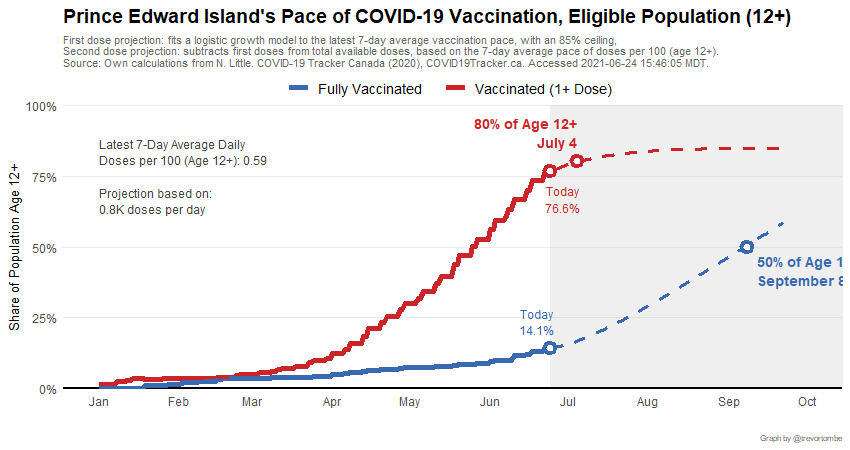 Prince Edward Island's Pace of COVID-19 Vaccination, Eligible Population (12+)
First dose projection: fits a logistic growth model to the latest 7-day average vaccination pace, with an 85% ceiling,
Second dose projection: subtracts first doses from total available doses, based on the 7-day average pace of doses per 100 (age 12+).
Source: Own calculations from N. Little. COVID-19 Tracker Canada (2020), COVID19Tracker.ca. Accessed 2021-06-24 15:46:05 MDT.
Fully Vaccinated
Vaccinated (1+ Dose)
100%
75%
50%
25%
0%
Share of Population Age 12+
Latest 7-Day Average Daily
Doses per 100 (Age 12+): 0.59
Projection based on:
0.8K doses per day
80% of Age 12+
July 4
Today
76.6%
50% of Age 1
September 8
Today
14.1%
Jan
Feb
Mar
Apr
May
Jun
Jul
Aug
Sep
Oct
Graph by @trevortombe